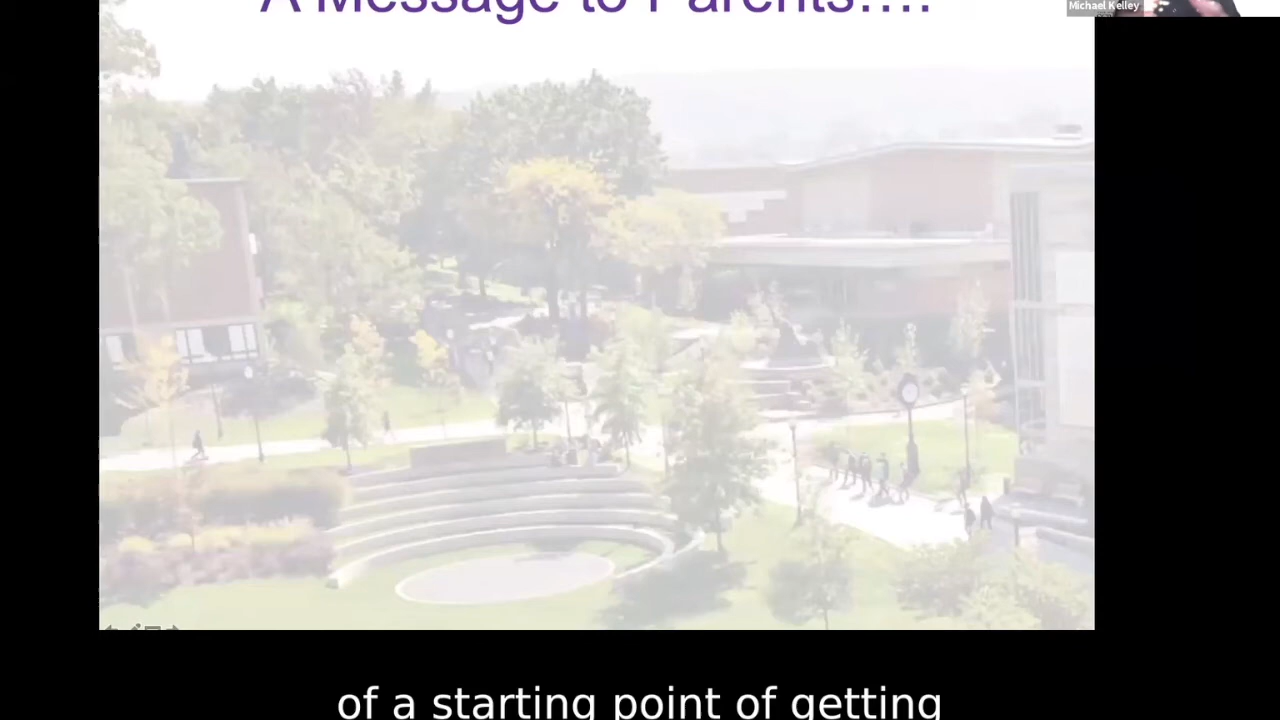 A Message to Parents….
Michael Kelley
of a starting point of getting